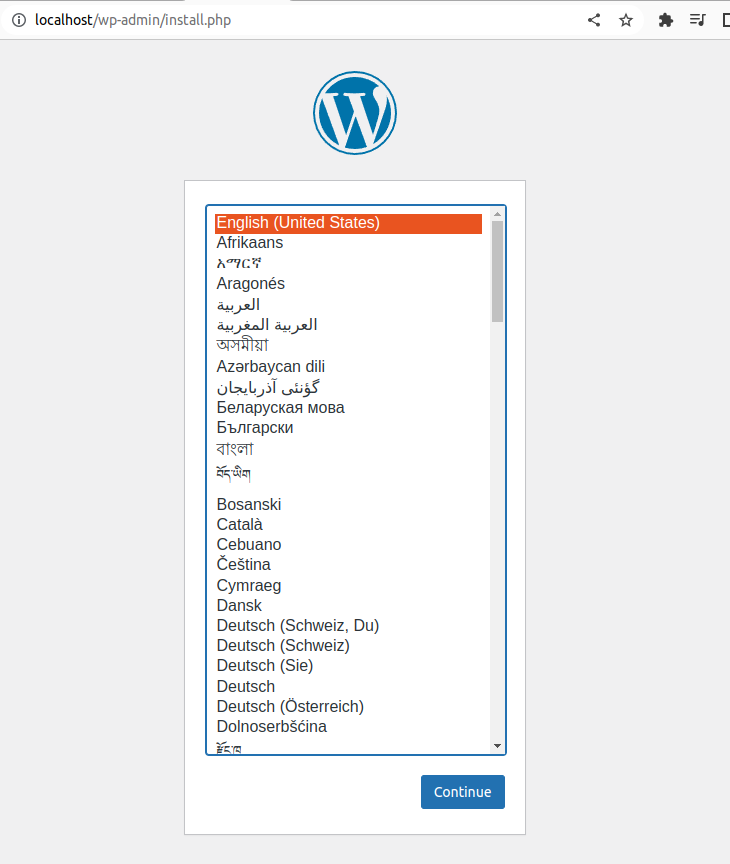 localhost/wp-admin/install.php
English (United States)
Afrikaans
አማርኛ
Aragonés
العربية
العربية المغربية
অসমীয়া
Azərbaycan dili
گؤنئی آذربایجان
Беларуская мова
Български
বাংলা
བོད་ཡིག
Bosanski
Català
Cebuano
Čeština
Cymraeg
Dansk
Deutsch (Schweiz, Du)
Deutsch (Schweiz)
Deutsch (Sie)
Deutsch
Deutsch (Österreich)
Dolnoserbšćina
རྫོང་ཁ
Continue